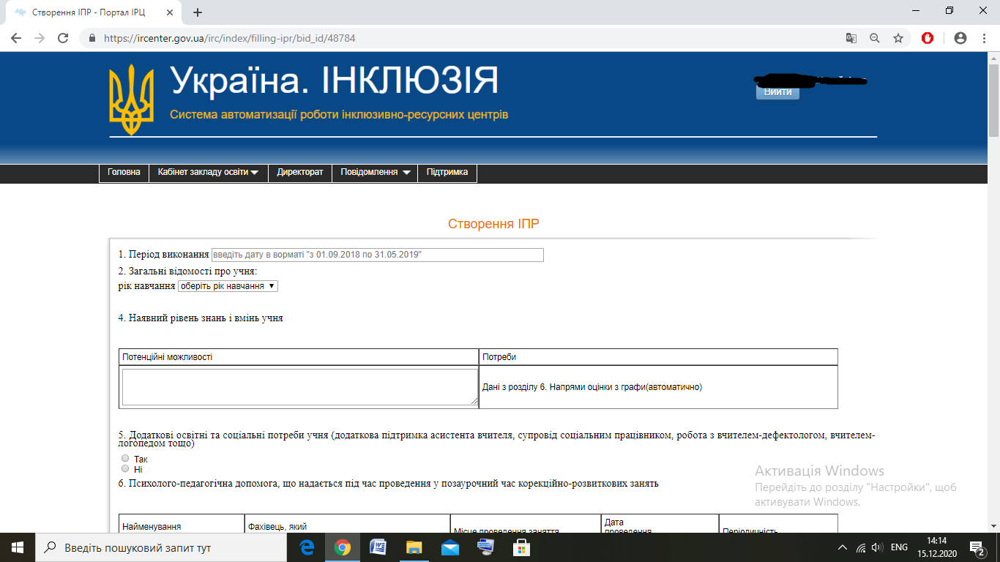 Створення ІПР - Портал ІРЦ
https://ircenter.gov.ua/irc/index/filling-ipr/bid_id/48784
Україна. ІНКЛЮЗІЯ
Вийти
Система автоматизації роботи інклюзивно-ресурсних центрів
Головна Кабінет закладу освіти Директорат Повідомлення Підтримка
Створення ІПР
1. Період виконання введіть дату в ворматі "з 01.09.2018 по 31.05.2019"
2. Загальні відомості про учня:
рік навчання оберіть рік навчання
4. Наявний рівень знань і вмінь учня
Потенційні можливості Потреби
Дані з розділу 6. Напрями оцінки з графи(автоматично)
5. Додаткові освітні та соціальні потреби учня (додаткова підтримка асистента вчителя, супровід соціальним працівником, робота з вчителем-дефектологом, вчителем-
логопедом тощо)
Так
Ні
6. Психолого-педагогічна допомога, що надається під час проведення у позаурочний час корекційно-розвиткових занять
Активація Windows
Перейдіть до розділу "Настройки", щоб
активувати Windows.
Найменування Фахівець, який Місце проведення заняття Дата
проведення Періодичність
Введіть пошуковий запит тут
ENG
14:14
15.12.2020
2